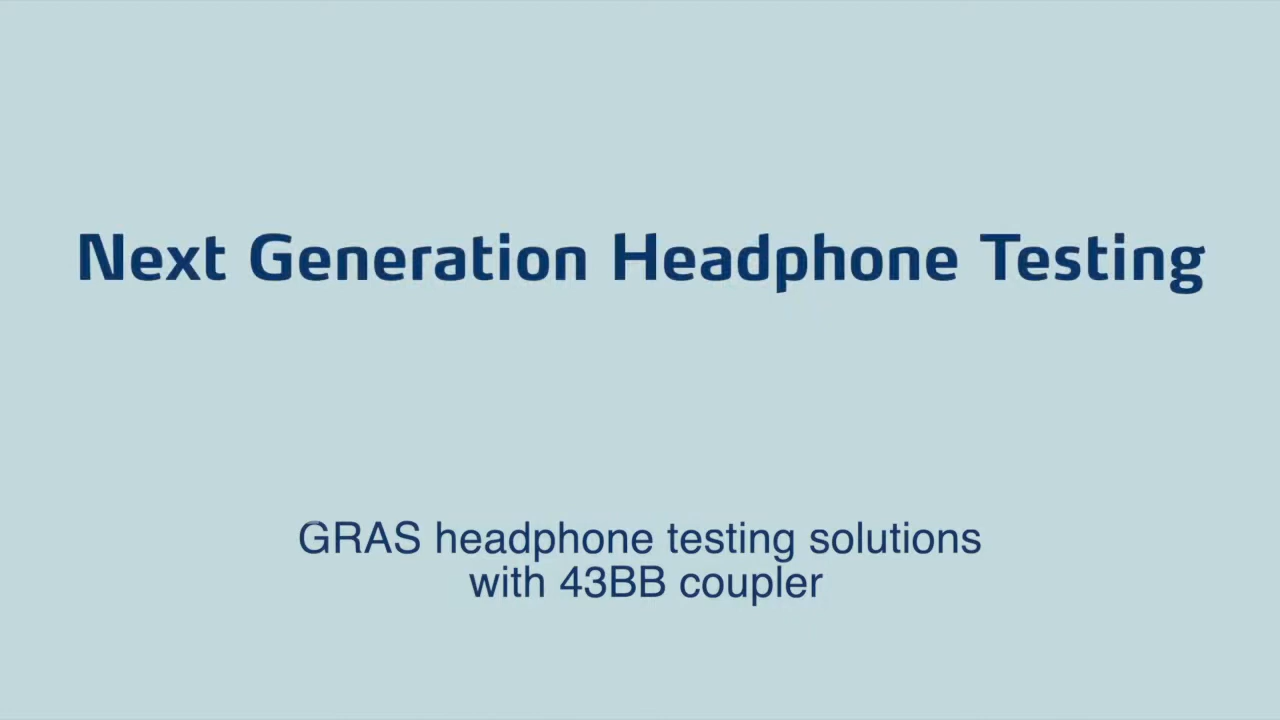 Next Generation Headphone Testing
GRAS headphone testing solutions
with 43BB coupler